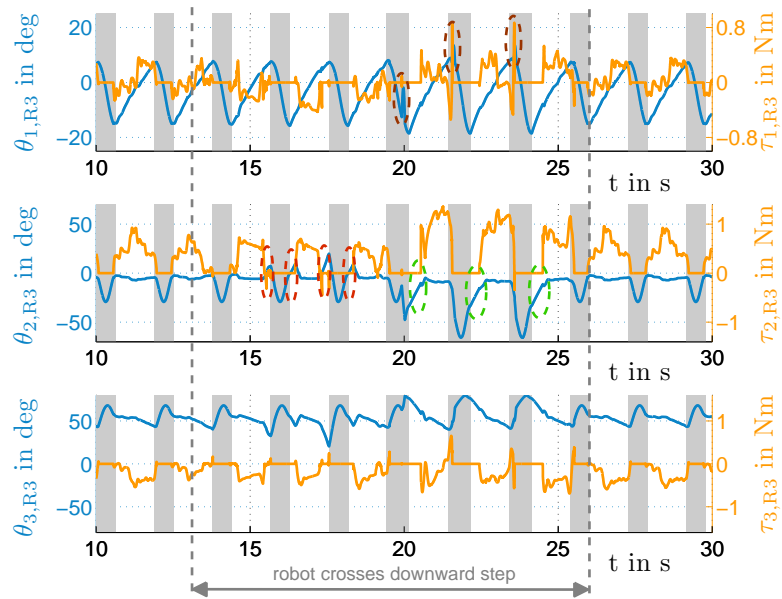 20
0
−20
θ1,R3 in deg
0.8
0
−0.8
τ1,R3 in Nm
10 15 20 25 30
t in s
50
0
−50
θ2,R3 in deg
1
0
−1
τ2,R3 in Nm
10 15 20 25 30
t in s
50
0
−50
θ3,R3 in deg
1
0
−1
τ3,R3 in Nm
10 15 20 25 30
t in s
robot crosses downward step